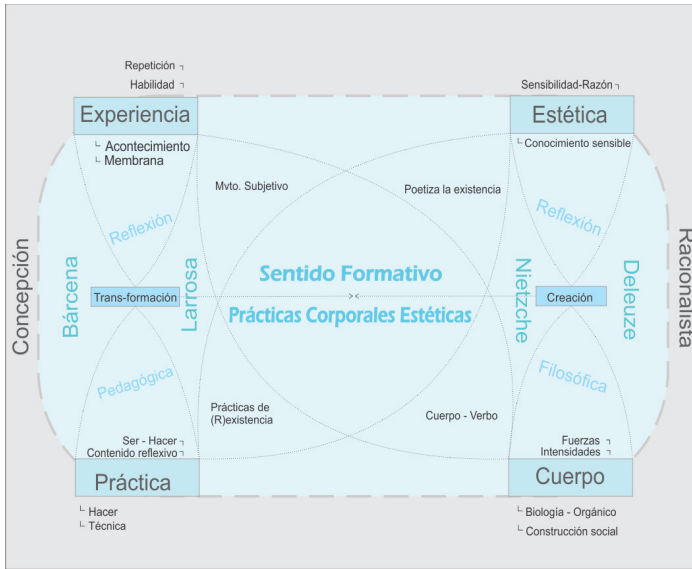 Repetición
Habilidad
Experiencia
Acontecimiento
Membrana
Sensibilidad-Razón
Estética
Conocimiento sensible
Mvto. Subjetivo
Poetiza la existencia
Reflexión
Reflexión
Concepción
Bárcena
Trans-formación
Larrosa
Sentido Formativo
Prácticas Corporales Estéticas
Nietzche
Creación
Deleuze
Racionalista
Pedagógica
Filosófica
Prácticas de
(R)existencia
Cuerpo - Verbo
Ser - Hacer
Contenido reflexivo
Práctica
Hacer
Técnica
Fuerzas
Intensidades
Cuerpo
Biología - Orgánico
Construcción social